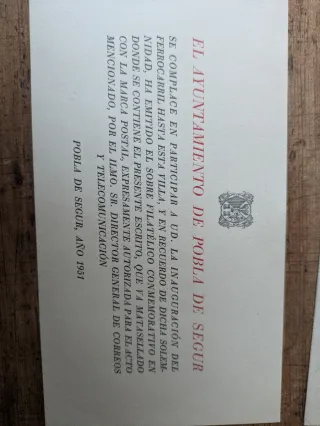 EL AYUNTAMIENTO DE POBLA DE SEGUR
SE COMPLACE EN PARTICIPAR A UD. LA INAUGURACIÓN DEL
FERROCARRIL HASTA ESTA VILLA, Y EN RECUERDO DE DICHA SOLEM-
NIDAD, HA EMITIDO EL SOBRE FILATÉLICO CONMEMORATIVO EN
DONDE SE CONTIENE EL PRESENTE ESCRITO, QUE VA MATASELLADO
CON LA MARCA POSTAL, EXPRESAMENTE AUTORIZADA PARA EL ACTO
MENCIONADO, POR EL ILMO. SR. DIRECTOR GENERAL DE CORREOS
Y TELECOMUNICACIÓN
POBLA DE SEGUR, AÑO 1951